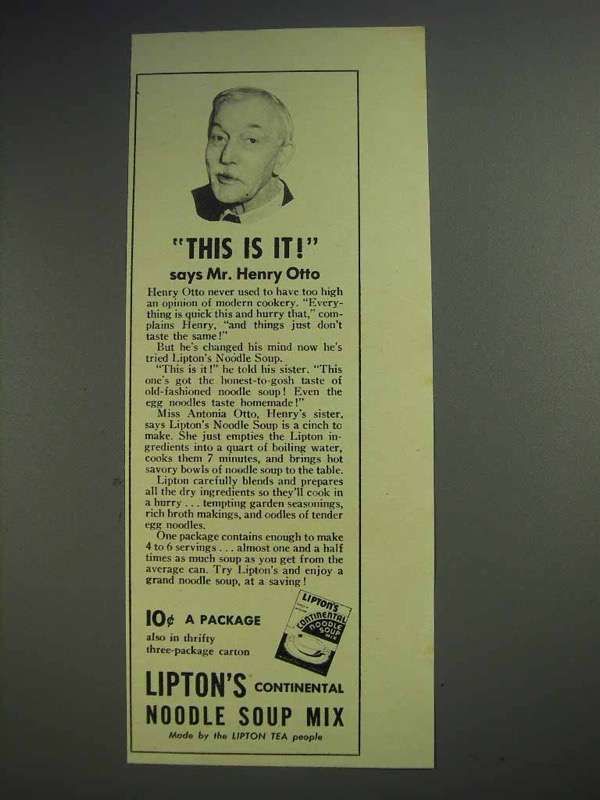 "THIS IS IT!"
says Mr. Henry Otto
Henry Otto never used to have too high
an opinion of modern cookery. "Every-
thing is quick this and hurry that," com-
plains Henry, "and things just don't
taste the same!"
But he's changed his mind now he's
tried Lipton's Noodle Soup.
"This is it!" he told his sister. "This
one's got the honest-to-gosh taste of
old-fashioned noodle soup! Even the
egg noodles taste homemade!"
Miss Antonia Otto, Henry's sister,
says Lipton's Noodle Soup is a cinch to
make. She just empties the Lipton in-
gredients into a quart of boiling water,
cooks them 7 minutes, and brings hot
savory bowls of noodle soup to the table.
Lipton carefully blends and prepares
all the dry ingredients so they'll cook in
a hurry . . . tempting garden seasonings,
rich broth makings, and oodles of tender
egg noodles.
One package contains enough to make
4 to 6 servings . . . almost one and a half
times as much soup as you get from the
average can. Try Lipton's and enjoy a
grand noodle soup, at a saving!
10¢ A PACKAGE
also in thrifty
three-package carton
LIPTON'S
CONTINENTAL
NOODLE
SOUP
MIX
LIPTON'S CONTINENTAL
NOODLE SOUP MIX
Made by the LIPTON TEA people